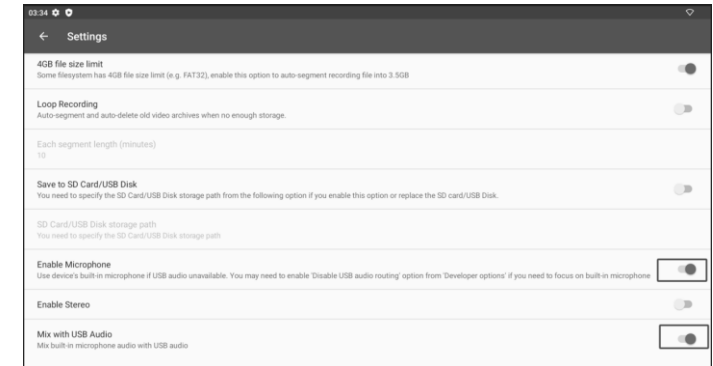 03:34
Settings
4GB file size limit
Some filesystem has 4GB file size limit (e.g. FAT32), enable this option to auto-segment recording file into 3.5GB
Loop Recording
Auto-segment and auto-delete old video archives when no enough storage.
Each segment length (minutes)
10
Save to SD Card/USB Disk
You need to specify the SD Card/USB Disk storage path from the following option if you enable this option or replace the SD card/USB Disk.
SD Card/USB Disk storage path
You need to specify the SD Card/USB Disk storage path
Enable Microphone
Use device's built-in microphone if USB audio unavailable. You may need to enable 'Disable USB audio routing' option from 'Developer options' if you need to focus on built-in microphone
Enable Stereo
Mix with USB Audio
Mix built-in microphone audio with USB audio